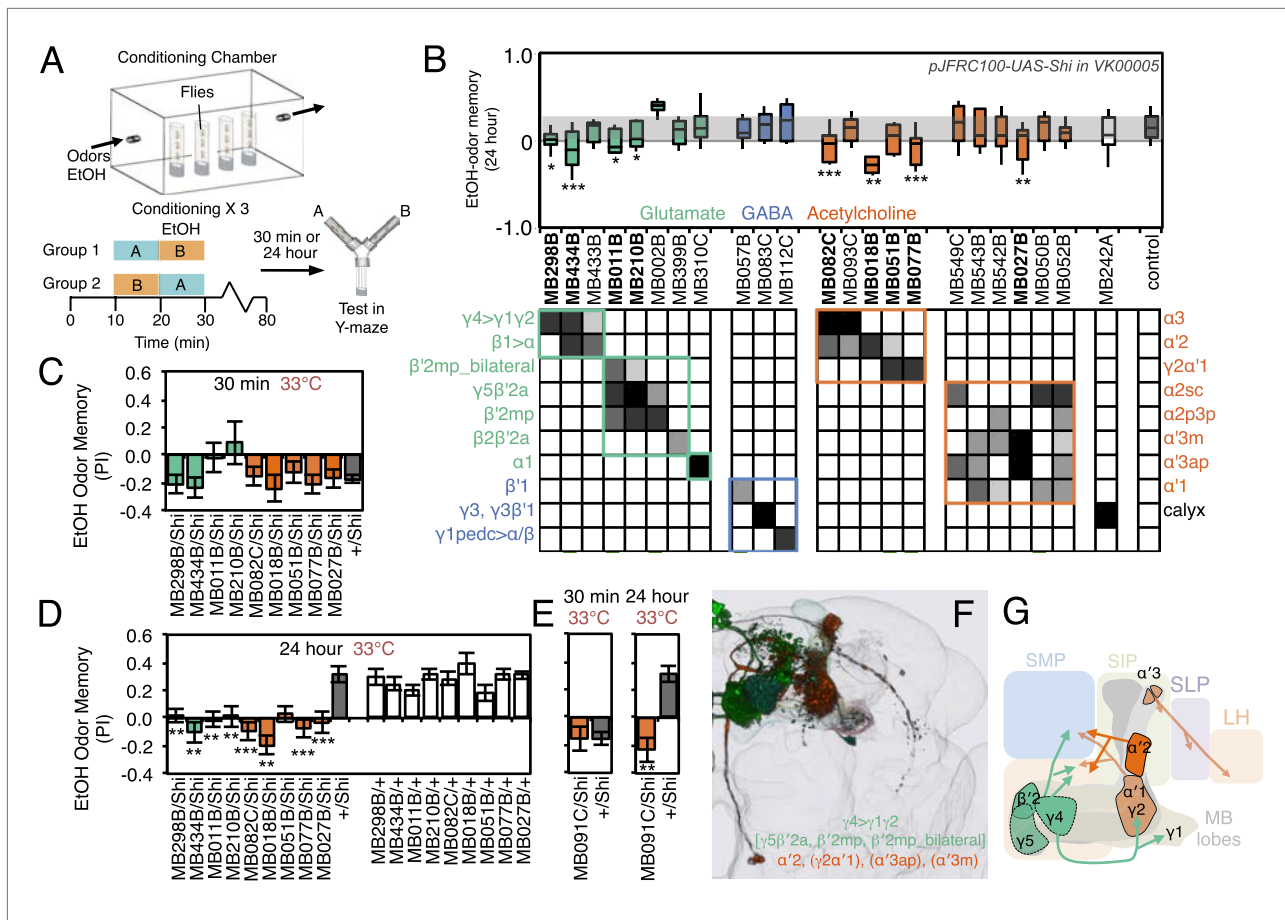 A
Conditioning Chamber
Flies
Odors
EtOH
Conditioning X 3
EtOH
Group 1
A
B
Group 2
B
A
0
10
20
30
80
Time (min)
30 min or
24 hour
A
B
Test in
Y-maze
B
EtOH-odor memory
(24 hour)
1.0
0
-1.0
pJFRC100-UAS-Shi in VK00005
*
***
*
*
***
**
***
**
Glutamate
GABA
Acetylcholine
MB298B
MB434B
MB433B
MB011B
MB210B
MB002B
MB399B
MB310C
MB057B
MB083C
MB112C
MB082C
MB093C
MB018B
MB051B
MB077B
MB549C
MB543B
MB542B
MB027B
MB050B
MB052B
MB242A
control
γ4>γ1γ2
β1>α
β′2mp_bilateral
γ5β′2a
β′2mp
β2β′2a
α1
β′1
γ3, γ3β′1
γ1pedc>α/β
α3
α′2
γ2α′1
α2sc
α2p3p
α′3m
α′3ap
α′1
calyx
C
EtOH Odor Memory
(PI)
0.6
0.4
0.2
0.0
-0.2
-0.4
30 min 33°C
MB298B/Shi
MB434B/Shi
MB011B/Shi
MB210B/Shi
MB082C/Shi
MB018B/Shi
MB051B/Shi
MB077B/Shi
MB027B/Shi
+/Shi
D
EtOH Odor Memory
(PI)
0.6
0.4
0.2
0.0
-0.2
-0.4
24 hour 33°C
**
**
**
**
***
**
***
***
MB298B/Shi
MB434B/Shi
MB011B/Shi
MB210B/Shi
MB082C/Shi
MB018B/Shi
MB051B/Shi
MB077B/Shi
MB027B/Shi
+/Shi
MB298B/+
MB434B/+
MB011B/+
MB210B/+
MB082C/+
MB018B/+
MB051B/+
MB077B/+
MB027B/+
E
30 min
33°C
24 hour
33°C
**
MB091C/Shi
+/Shi
MB091C/Shi
+/Shi
F
γ4>γ1γ2
[γ5β′2a, β′2mp, β′2mp_bilateral]
α′2, (γ2α′1), (α′3ap), (α′3m)
G
SMP
SIP
α′3
SLP
LH
α′2
α′1
γ2
β′2
γ4
γ5
γ1
MB
lobes